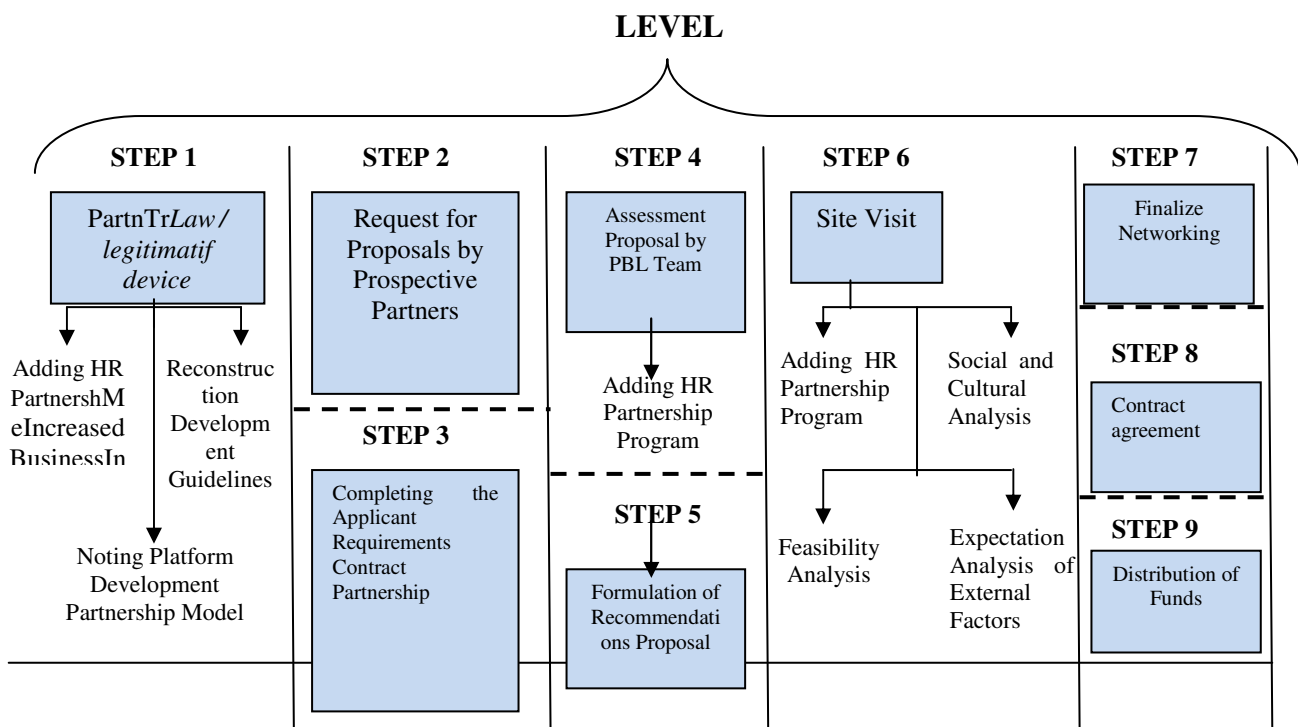 LEVEL
STEP 1
PartnTrLaw /
legitimatif
device
Adding HR
PartnershM
eIncreased
BusinessIn
Reconstruc
tion
Developm
ent
Guidelines
Noting Platform
Development
Partnership Model
STEP 2
Request for
Proposals by
Prospective
Partners
STEP 3
Completing the
Applicant
Requirements
Contract
Partnership
STEP 4
Assessment
Proposal by
PBL Team
Adding HR
Partnership
Program
STEP 5
Formulation of
Recommendati
ons Proposal
STEP 6
Site Visit
Adding HR
Partnership
Program
Social and
Cultural
Analysis
Feasibility
Analysis
Expectation
Analysis of
External
Factors
STEP 7
Finalize
Networking
STEP 8
Contract
agreement
STEP 9
Distribution of
Funds